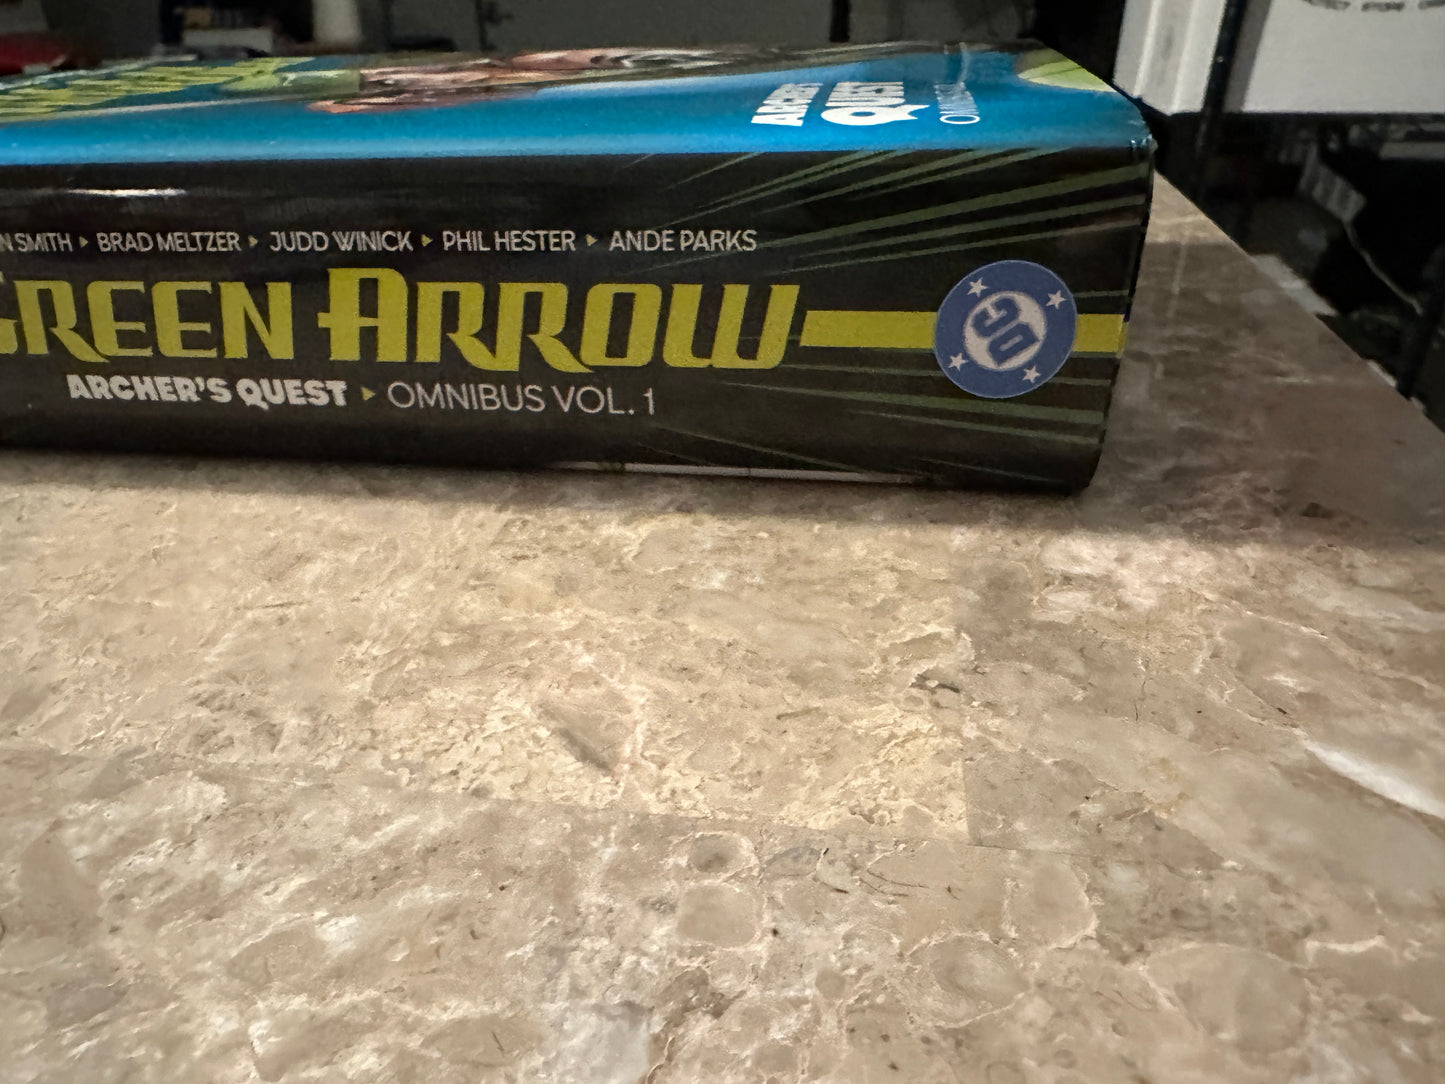 ARCHER'S
QUEST
N SMITH ▸ BRAD MELTZER ▸ JUDD WINICK ▸ PHIL HESTER ▸ ANDE PARKS
GREEN ARROW
ARCHER'S QUEST ▸ OMNIBUS VOL. 1
DC